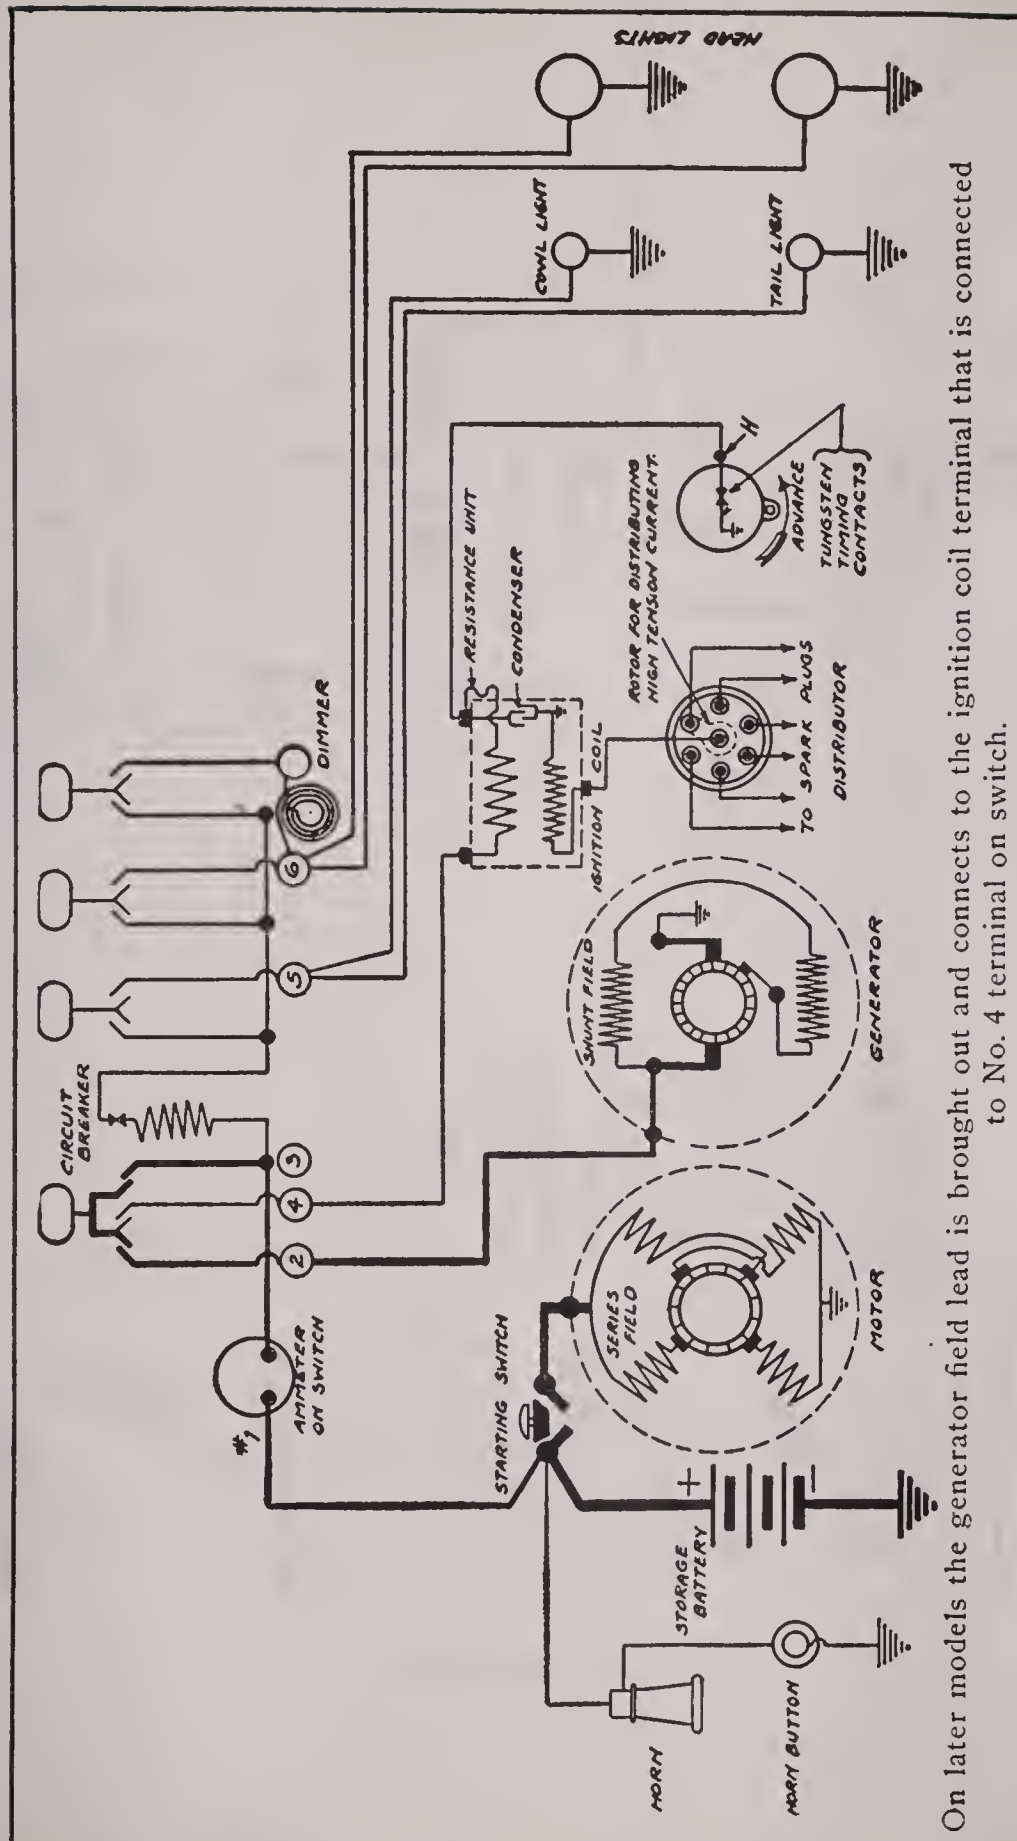 HEAD LIGHTS
COWL LIGHT
TAIL LIGHT
CIRCUIT
BREAKER
DIMMER
#1
AMMETER
ON SWITCH
2
4
3
5
6
RESISTANCE UNIT
CONDENSER
IGNITION COIL
ROTOR FOR DISTRIBUTING
HIGH TENSION CURRENT.
H
ADVANCE
TUNGSTEN
TIMING
CONTACTS
TO SPARK PLUGS
DISTRIBUTOR
STARTING SWITCH
SERIES
FIELD
MOTOR
SHUNT FIELD
GENERATOR
+
STORAGE
BATTERY
-
HORN
HORN BUTTON
On later models the generator field lead is brought out and connects to the ignition coil terminal that is connected
to No. 4 terminal on switch.